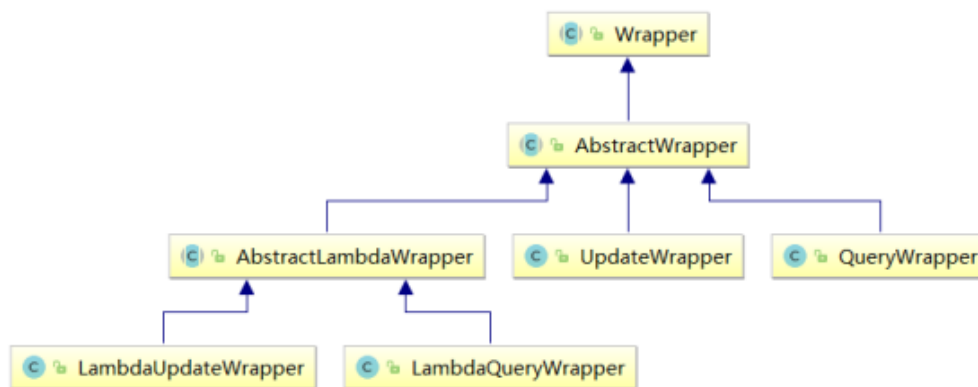 Wrapper
AbstractWrapper
AbstractLambdaWrapper
UpdateWrapper
QueryWrapper
LambdaUpdateWrapper
LambdaQueryWrapper